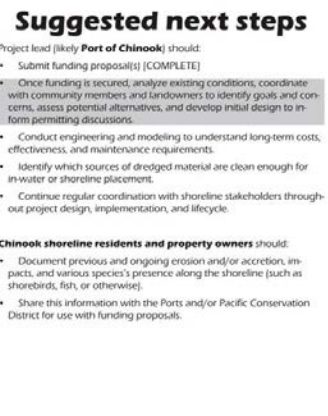 Suggested next steps
Project lead (likely Port of Chinook) should:
• Submit funding proposal(s) [COMPLETE]
• Once funding is secured, analyze existing conditions, coordinate
with community members and landowners to identify goals and con-
cerns, assess potential alternatives, and develop initial design to in-
form permitting discussions.
• Conduct engineering and modeling to understand long-term costs,
effectiveness, and maintenance requirements.
• Identify which sources of dredged material are clean enough for
in-water or shoreline placement.
• Continue regular coordination with shoreline stakeholders through-
out project design, implementation, and lifecycle.
Chinook shoreline residents and property owners should:
• Document previous and ongoing erosion and/or accretion, im-
pacts, and various species's presence along the shoreline (such as
shorebirds, fish, or otherwise).
• Share this information with the Ports and/or Pacific Conservation
District for use with funding proposals.